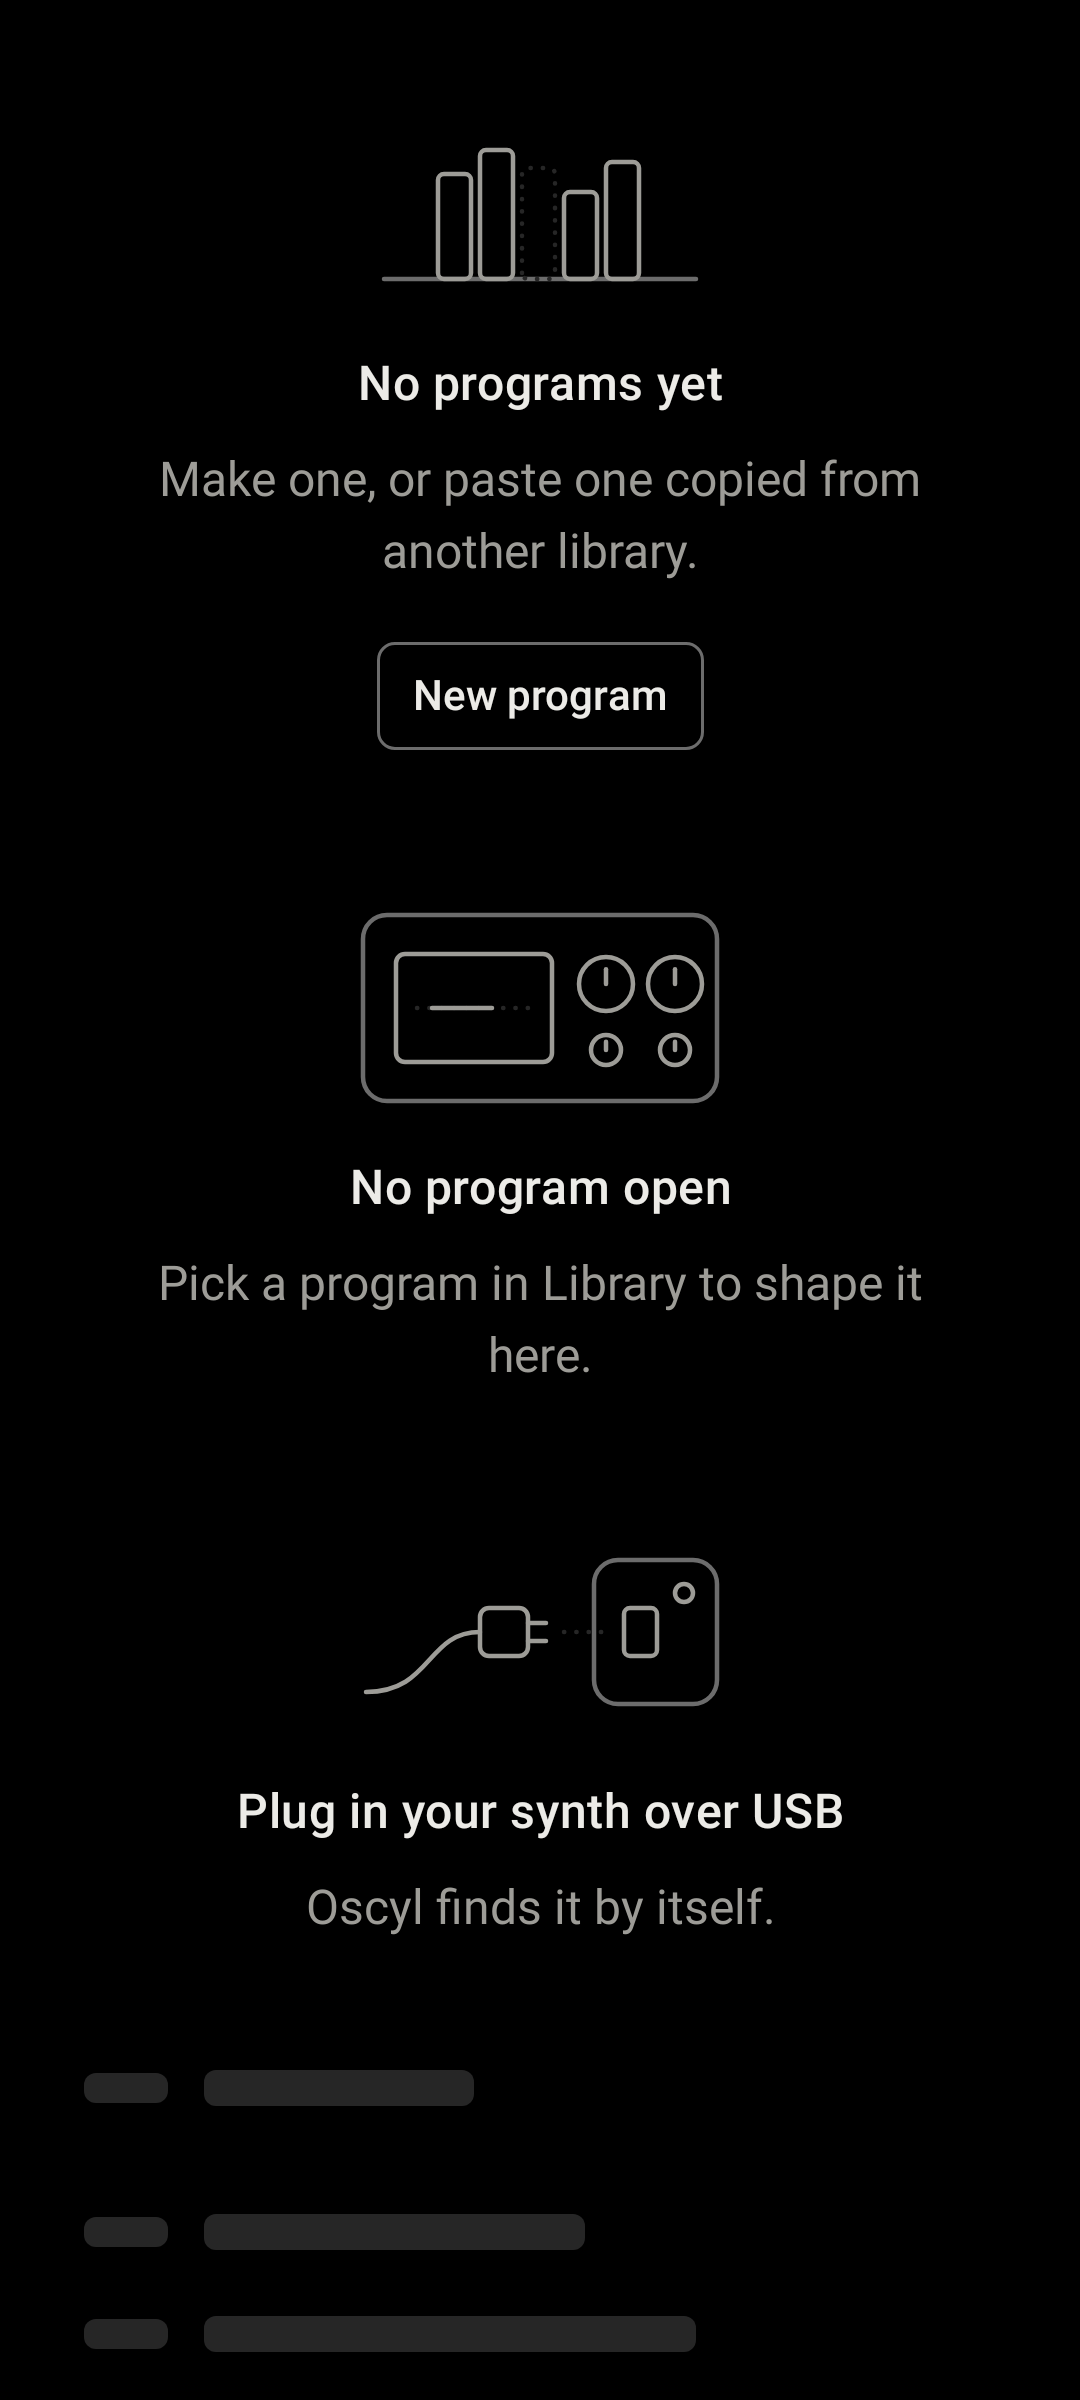 No programs yet
Make one, or paste one copied from
another library.
New program
No program open
Pick a program in Library to shape it
here.
Plug in your synth over USB
Oscyl finds it by itself.